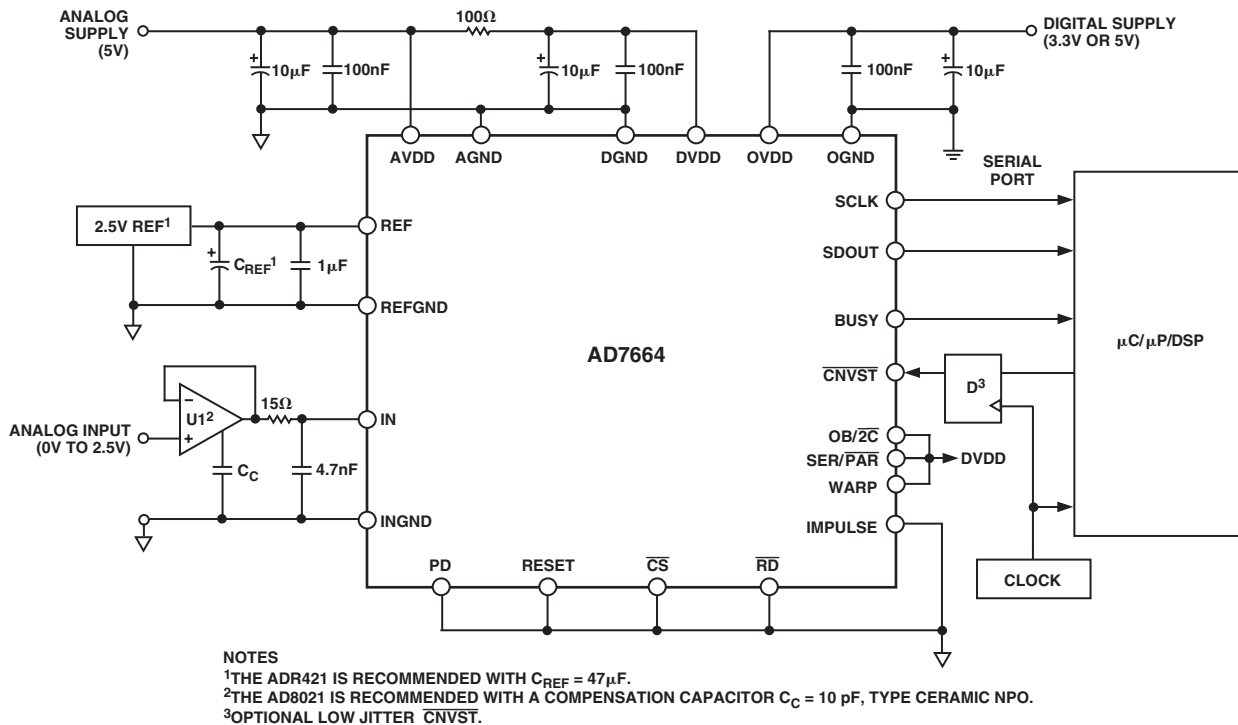 ANALOG
SUPPLY
(5V)
100Ω
DIGITAL SUPPLY
(3.3V OR 5V)
+
10μF
100nF
+
10μF
100nF
100nF
+
10μF
AVDD
AGND
DGND
DVDD
OVDD
OGND
SERIAL
PORT
2.5V REF¹
+
C_REF¹
1μF
REF
REFGND
SCLK
SDOUT
BUSY
CNVST
AD7664
μC/μP/DSP
D³
ANALOG INPUT
(0V TO 2.5V)
−
+
U1²
15Ω
C_C
4.7nF
IN
INGND
OB/2C
SER/PAR
WARP
DVDD
IMPULSE
CLOCK
PD
RESET
CS
RD
NOTES
¹THE ADR421 IS RECOMMENDED WITH C_REF = 47μF.
²THE AD8021 IS RECOMMENDED WITH A COMPENSATION CAPACITOR C_C = 10 pF, TYPE CERAMIC NPO.
³OPTIONAL LOW JITTER CNVST.